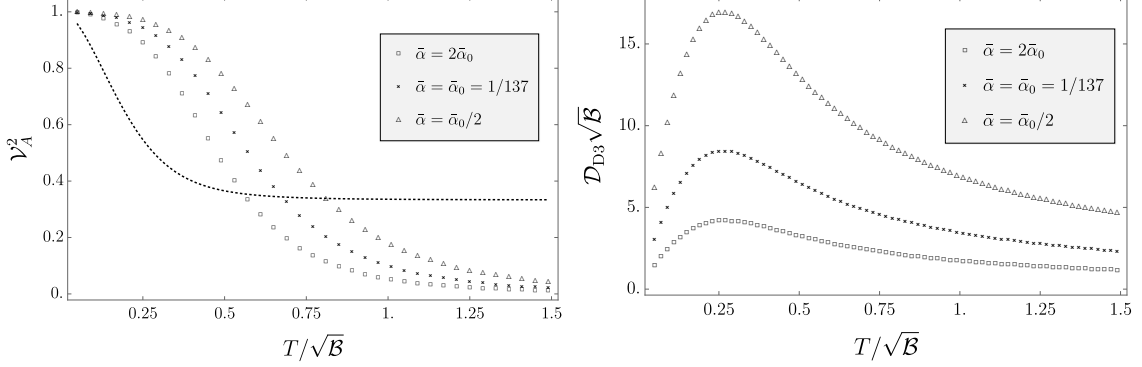 1.
0.8
0.6
0.4
0.2
0.
𝒱_A^2
ᾱ = 2ᾱ₀
ᾱ = ᾱ₀ = 1/137
ᾱ = ᾱ₀/2
0.25
0.5
0.75
1.
1.25
1.5
T/√ℬ
15.
10.
5.
0.
𝒟_D3 √ℬ
ᾱ = 2ᾱ₀
ᾱ = ᾱ₀ = 1/137
ᾱ = ᾱ₀/2
0.25
0.5
0.75
1.
1.25
1.5
T/√ℬ